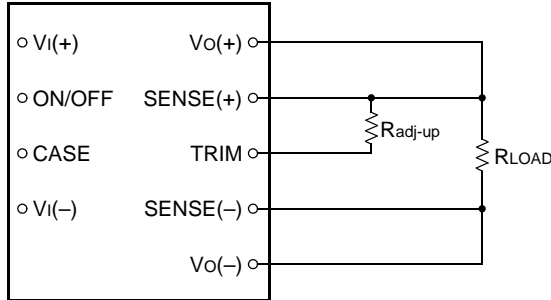 VI(+) VO(+)
ON/OFF SENSE(+)
Radj-up
CASE TRIM
RLOAD
VI(–) SENSE(–)
VO(–)